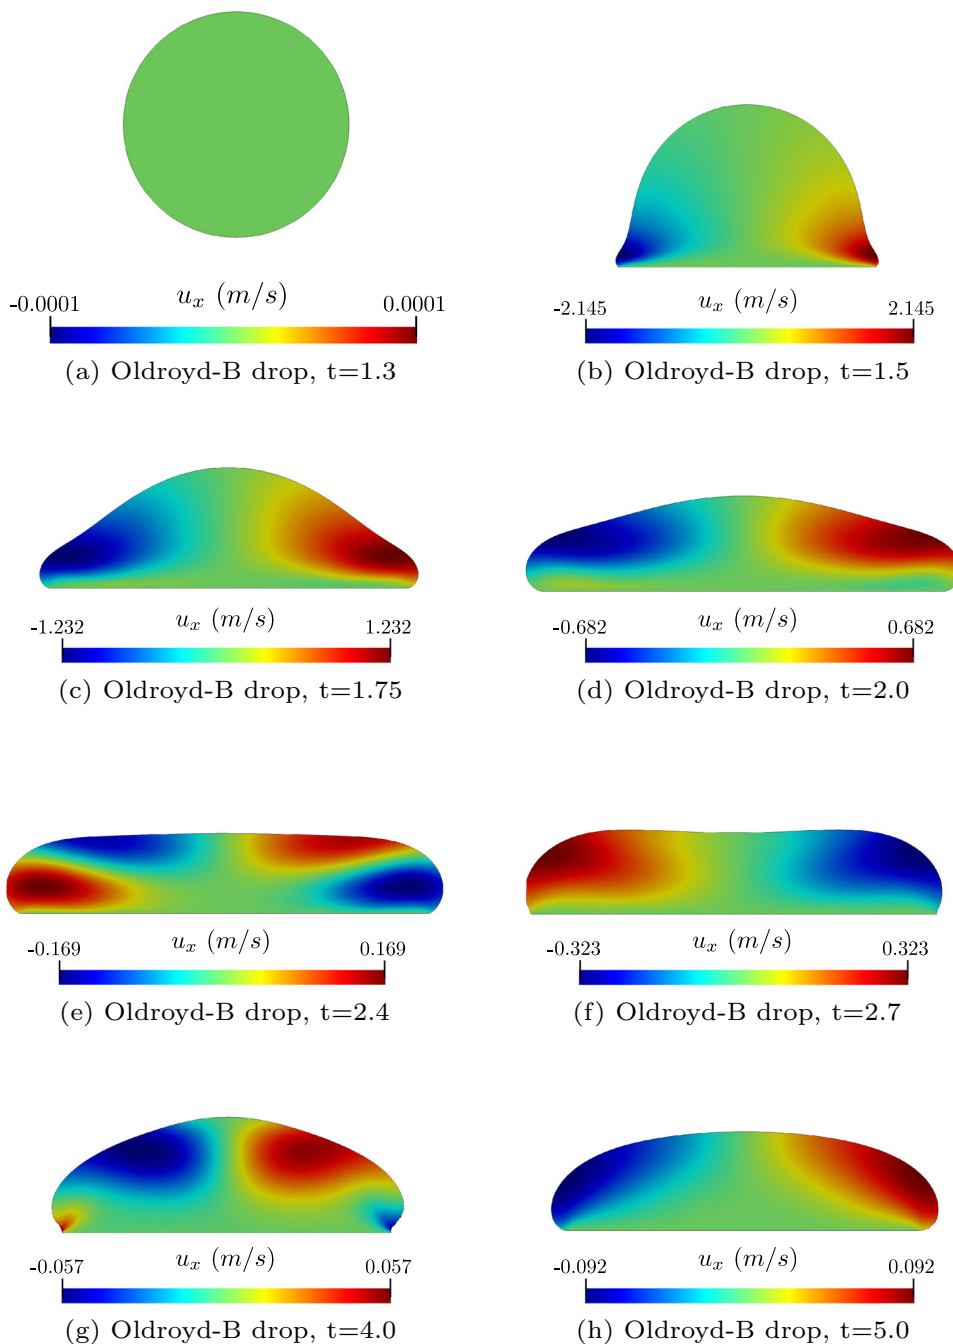 u_x (m/s)
-0.0001 0.0001
(a) Oldroyd-B drop, t=1.3
u_x (m/s)
-2.145 2.145
(b) Oldroyd-B drop, t=1.5
u_x (m/s)
-1.232 1.232
(c) Oldroyd-B drop, t=1.75
u_x (m/s)
-0.682 0.682
(d) Oldroyd-B drop, t=2.0
u_x (m/s)
-0.169 0.169
(e) Oldroyd-B drop, t=2.4
u_x (m/s)
-0.323 0.323
(f) Oldroyd-B drop, t=2.7
u_x (m/s)
-0.057 0.057
(g) Oldroyd-B drop, t=4.0
u_x (m/s)
-0.092 0.092
(h) Oldroyd-B drop, t=5.0